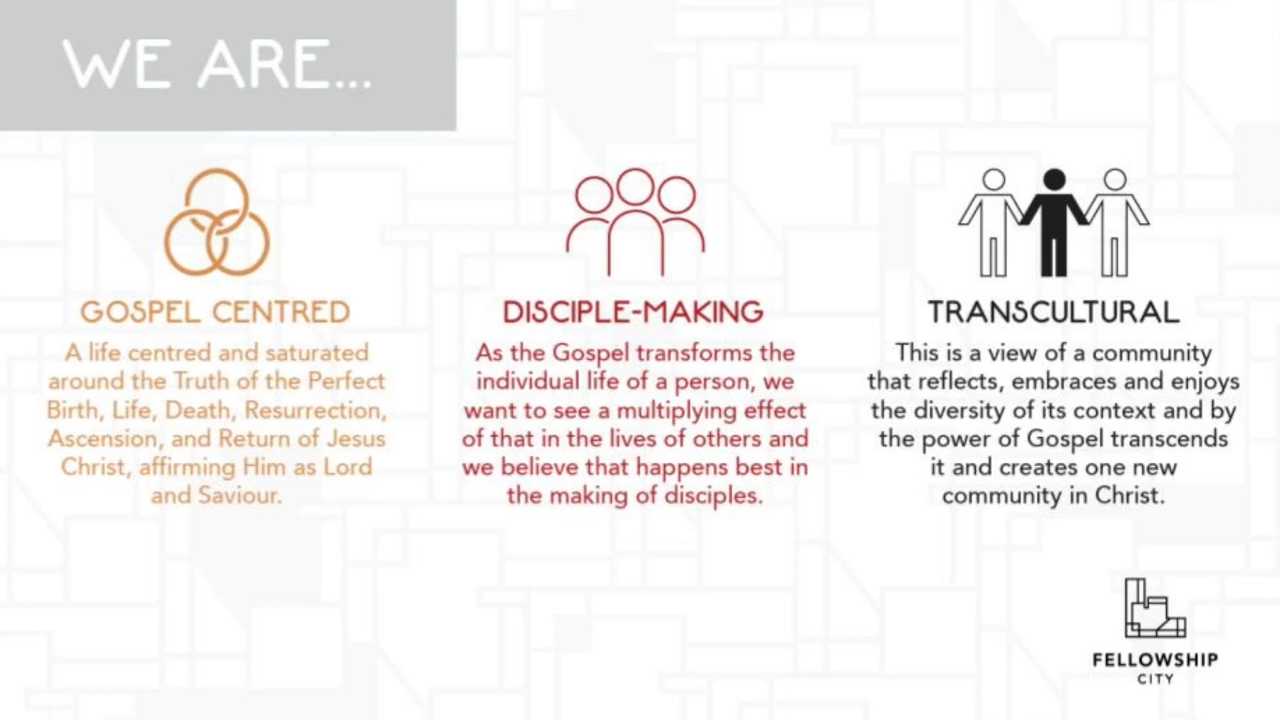 WE ARE...
GOSPEL CENTRED
A life centred and saturated
around the Truth of the Perfect
Birth, Life, Death, Resurrection,
Ascension, and Return of Jesus
Christ, affirming Him as Lord
and Saviour.
DISCIPLE-MAKING
As the Gospel transforms the
individual life of a person, we
want to see a multiplying effect
of that in the lives of others and
we believe that happens best in
the making of disciples.
TRANSCULTURAL
This is a view of a community
that reflects, embraces and enjoys
the diversity of its context and by
the power of Gospel transcends
it and creates one new
community in Christ.
FELLOWSHIP
CITY